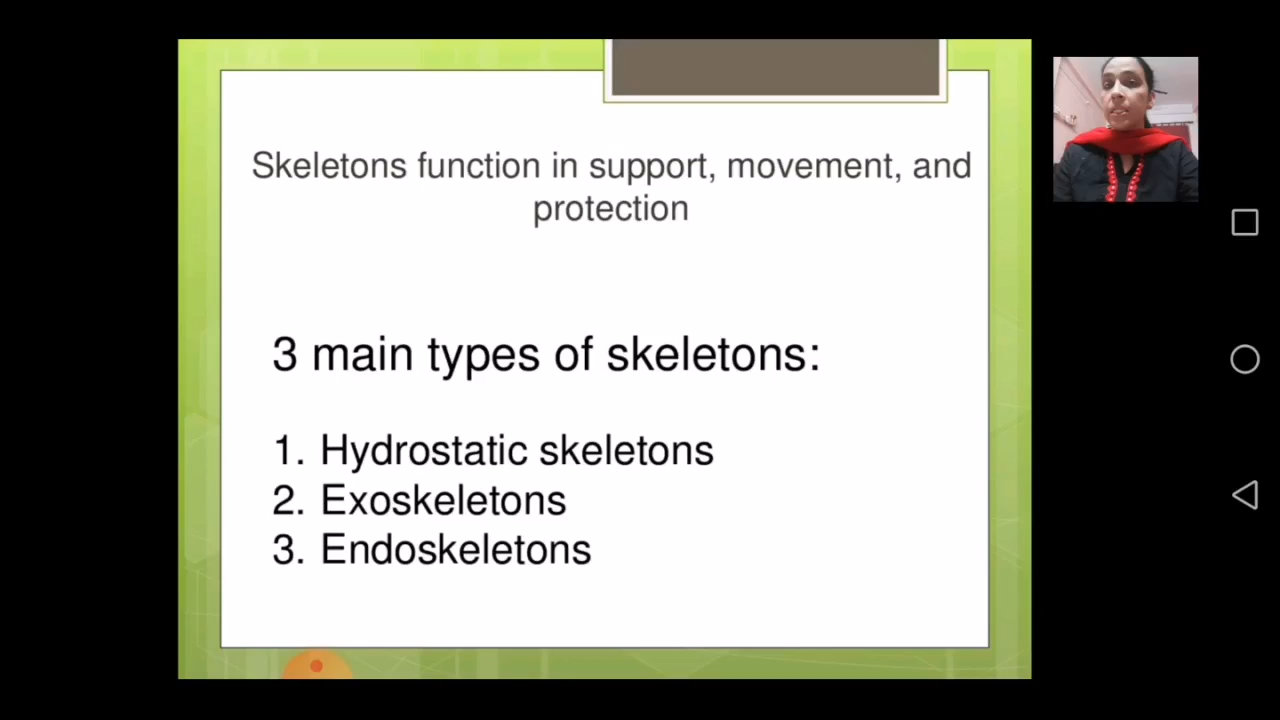 Skeletons function in support, movement, and
protection
3 main types of skeletons:
1. Hydrostatic skeletons
2. Exoskeletons
3. Endoskeletons